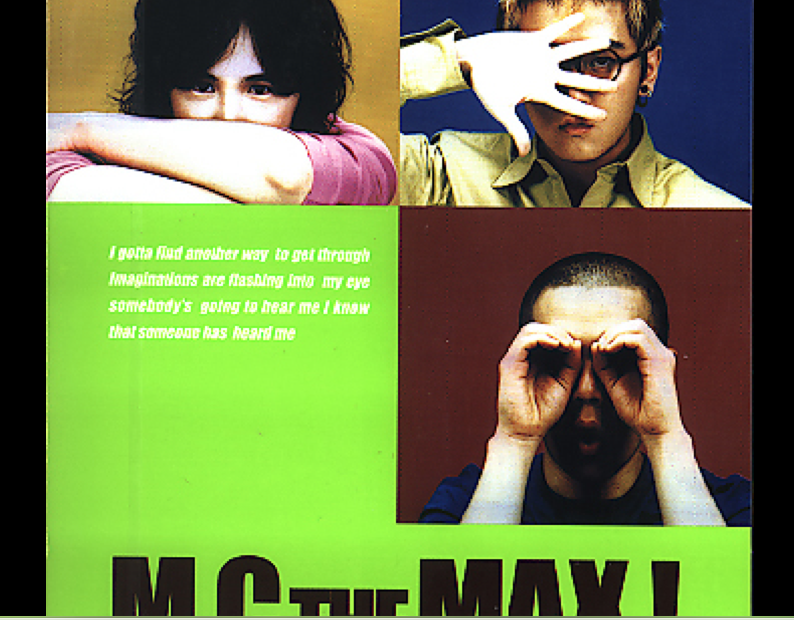 I gotta find another way to get through
Imaginations are flashing into my eye
somebody's going to hear me I know
that someone has heard me
M.C THE MAX!